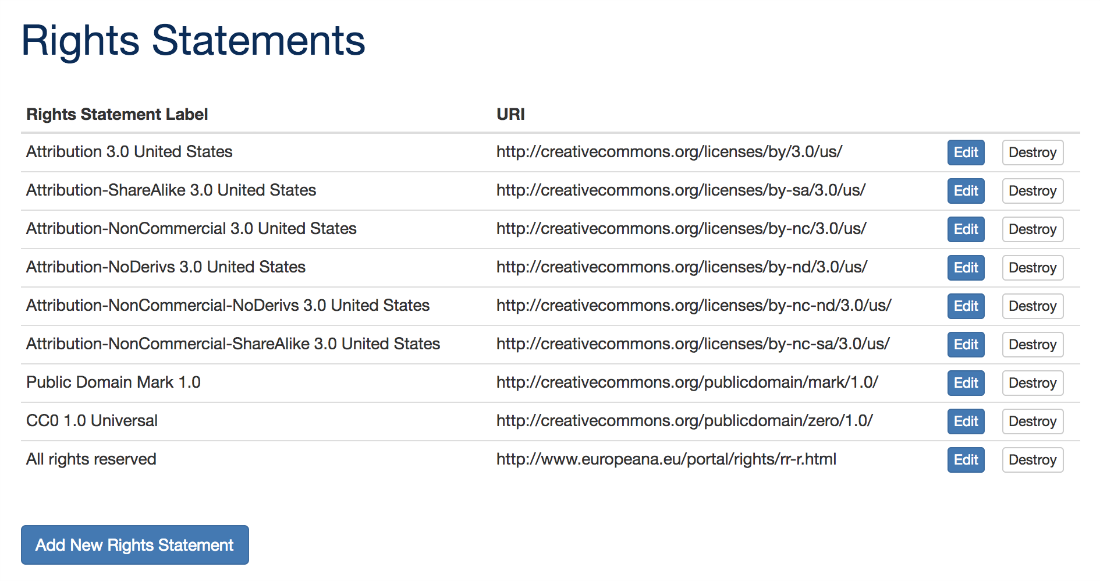 Rights Statements
Rights Statement Label URI
Attribution 3.0 United States http://creativecommons.org/licenses/by/3.0/us/ Edit Destroy
Attribution-ShareAlike 3.0 United States http://creativecommons.org/licenses/by-sa/3.0/us/ Edit Destroy
Attribution-NonCommercial 3.0 United States http://creativecommons.org/licenses/by-nc/3.0/us/ Edit Destroy
Attribution-NoDerivs 3.0 United States http://creativecommons.org/licenses/by-nd/3.0/us/ Edit Destroy
Attribution-NonCommercial-NoDerivs 3.0 United States http://creativecommons.org/licenses/by-nc-nd/3.0/us/ Edit Destroy
Attribution-NonCommercial-ShareAlike 3.0 United States http://creativecommons.org/licenses/by-nc-sa/3.0/us/ Edit Destroy
Public Domain Mark 1.0 http://creativecommons.org/publicdomain/mark/1.0/ Edit Destroy
CC0 1.0 Universal http://creativecommons.org/publicdomain/zero/1.0/ Edit Destroy
All rights reserved http://www.europeana.eu/portal/rights/rr-r.html Edit Destroy
Add New Rights Statement